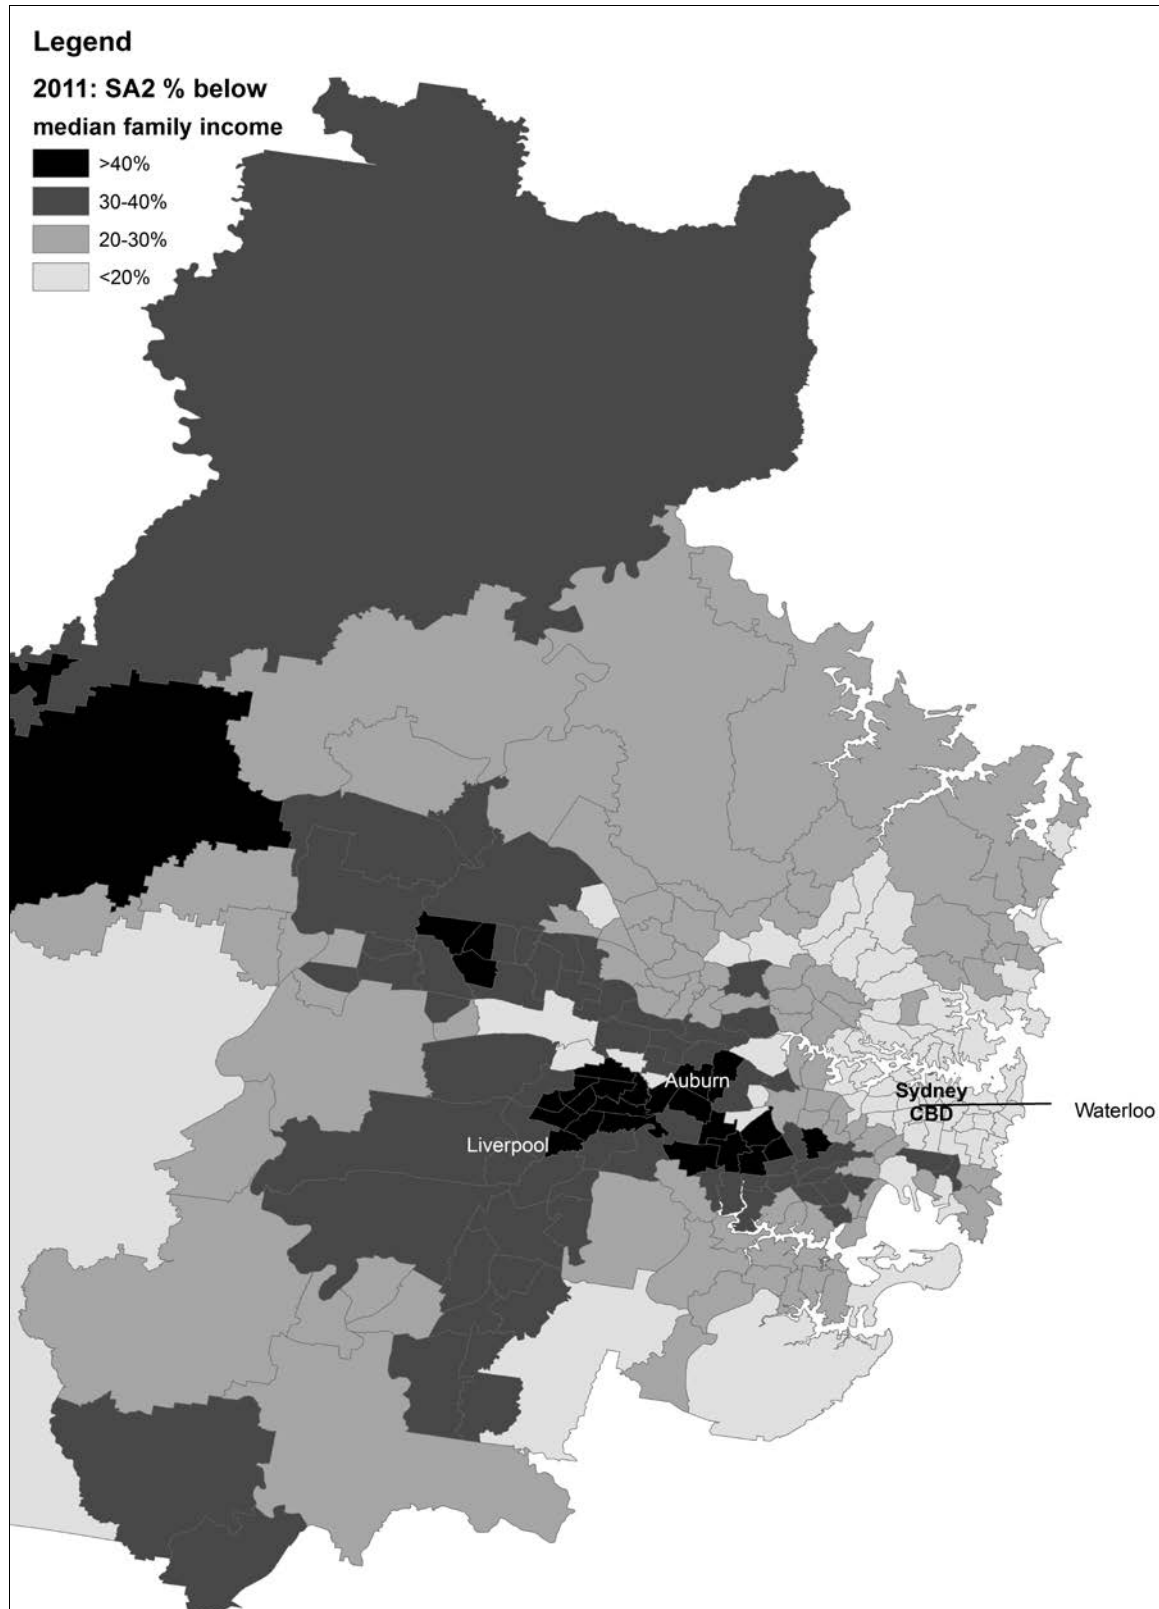 Legend
2011: SA2 % below
median family income
>40%
30-40%
20-30%
<20%
Auburn
Sydney
CBD
Waterloo
Liverpool